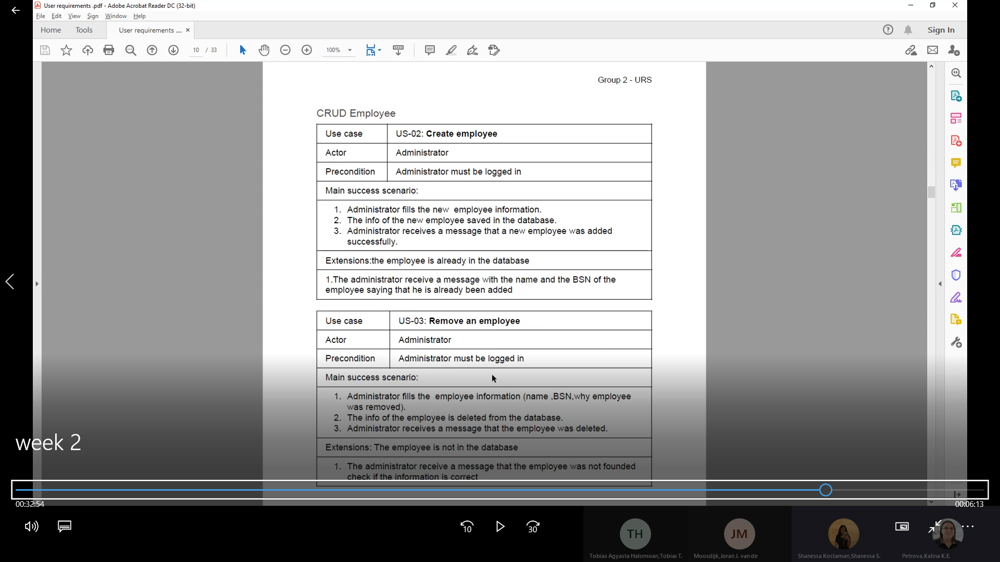 User requirements .pdf - Adobe Acrobat Reader DC (32-bit)
File Edit View Sign Window Help
Home Tools User requirements .... × Sign In
10 / 33 100%
Group 2 - URS
CRUD Employee
Use case US-02: Create employee
Actor Administrator
Precondition Administrator must be logged in
Main success scenario:
1. Administrator fills the new employee information.
2. The info of the new employee saved in the database.
3. Administrator receives a message that a new employee was added
successfully.
Extensions:the employee is already in the database
1.The administrator receive a message with the name and the BSN of the
employee saying that he is already been added
Use case US-03: Remove an employee
Actor Administrator
Precondition Administrator must be logged in
Main success scenario:
1. Administrator fills the employee information (name ,BSN,why employee
was removed).
2. The info of the employee is deleted from the database.
3. Administrator receives a message that the employee was deleted.
week 2
Extensions: The employee is not in the database
1. The administrator receive a message that the employee was not founded
check if the information is correct
00:32:54 00:06:13
10 30
TH JM
Tobias Agyasta Halomoan,Tobias T. Moosdijk,Joran J. van de Shanessa Kostaman,Shanessa S. Petrova,Kalina K.E.